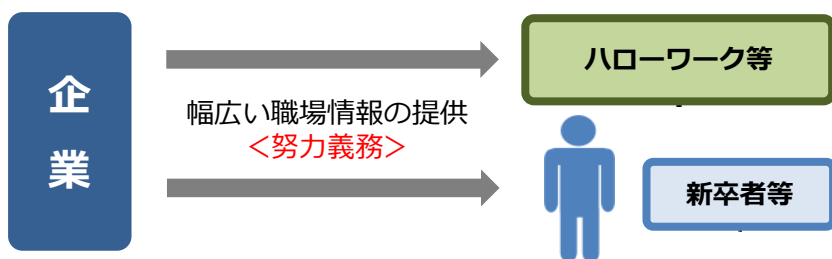 企業
ハローワーク等
幅広い職場情報の提供
<努力義務>
新卒者等